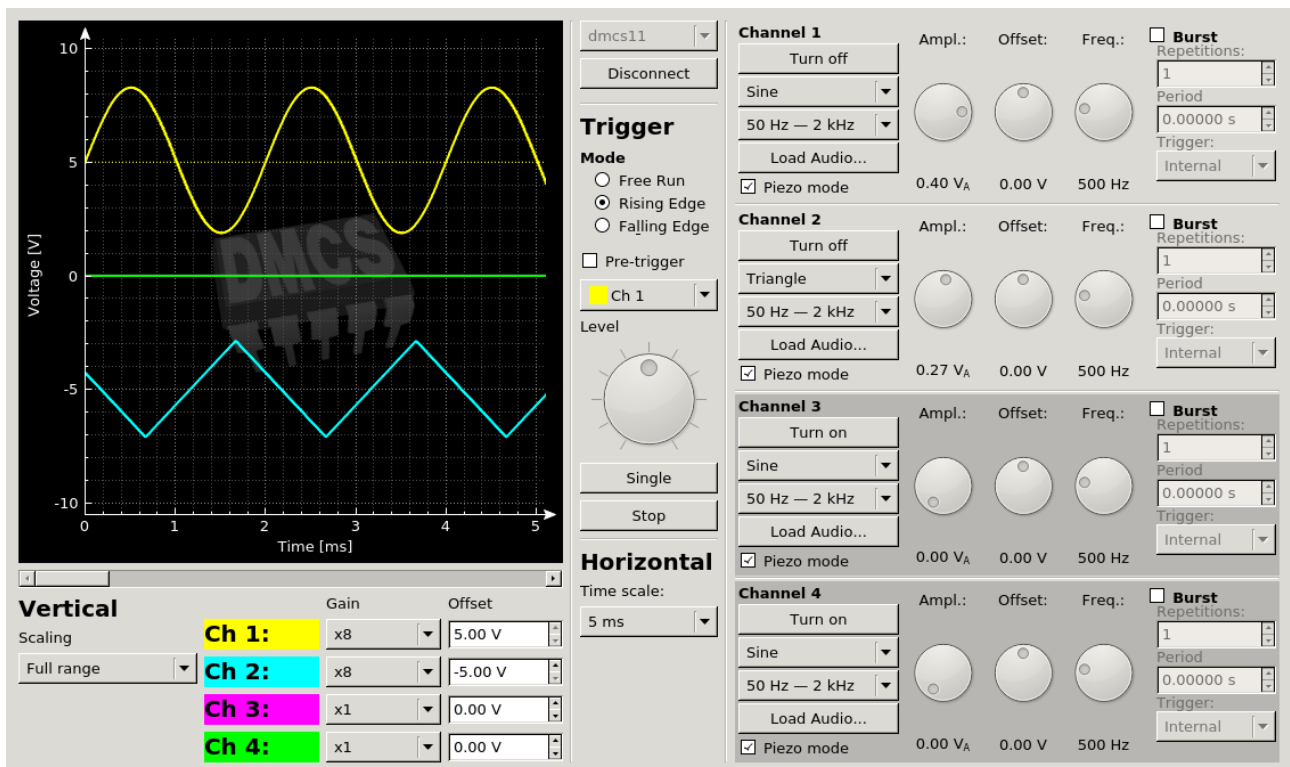 10
5
0
-5
-10
Voltage [V]
0 1 2 3 4 5
Time [ms]
DMCS
Vertical
Scaling
Full range
Gain Offset
Ch 1: x8 5.00 V
Ch 2: x8 -5.00 V
Ch 3: x1 0.00 V
Ch 4: x1 0.00 V
dmcs11
Disconnect
Trigger
Mode
Free Run
Rising Edge
Falling Edge
Pre-trigger
Ch 1
Level
Single
Stop
Horizontal
Time scale:
5 ms
Channel 1
Turn off
Sine
50 Hz — 2 kHz
Load Audio...
Piezo mode
Ampl.: Offset: Freq.:
0.40 VA 0.00 V 500 Hz
Burst
Repetitions:
1
Period
0.00000 s
Trigger:
Internal
Channel 2
Turn off
Triangle
50 Hz — 2 kHz
Load Audio...
Piezo mode
Ampl.: Offset: Freq.:
0.27 VA 0.00 V 500 Hz
Burst
Repetitions:
1
Period
0.00000 s
Trigger:
Internal
Channel 3
Turn on
Sine
50 Hz — 2 kHz
Load Audio...
Piezo mode
Ampl.: Offset: Freq.:
0.00 VA 0.00 V 500 Hz
Burst
Repetitions:
1
Period
0.00000 s
Trigger:
Internal
Channel 4
Turn on
Sine
50 Hz — 2 kHz
Load Audio...
Piezo mode
Ampl.: Offset: Freq.:
0.00 VA 0.00 V 500 Hz
Burst
Repetitions:
1
Period
0.00000 s
Trigger:
Internal